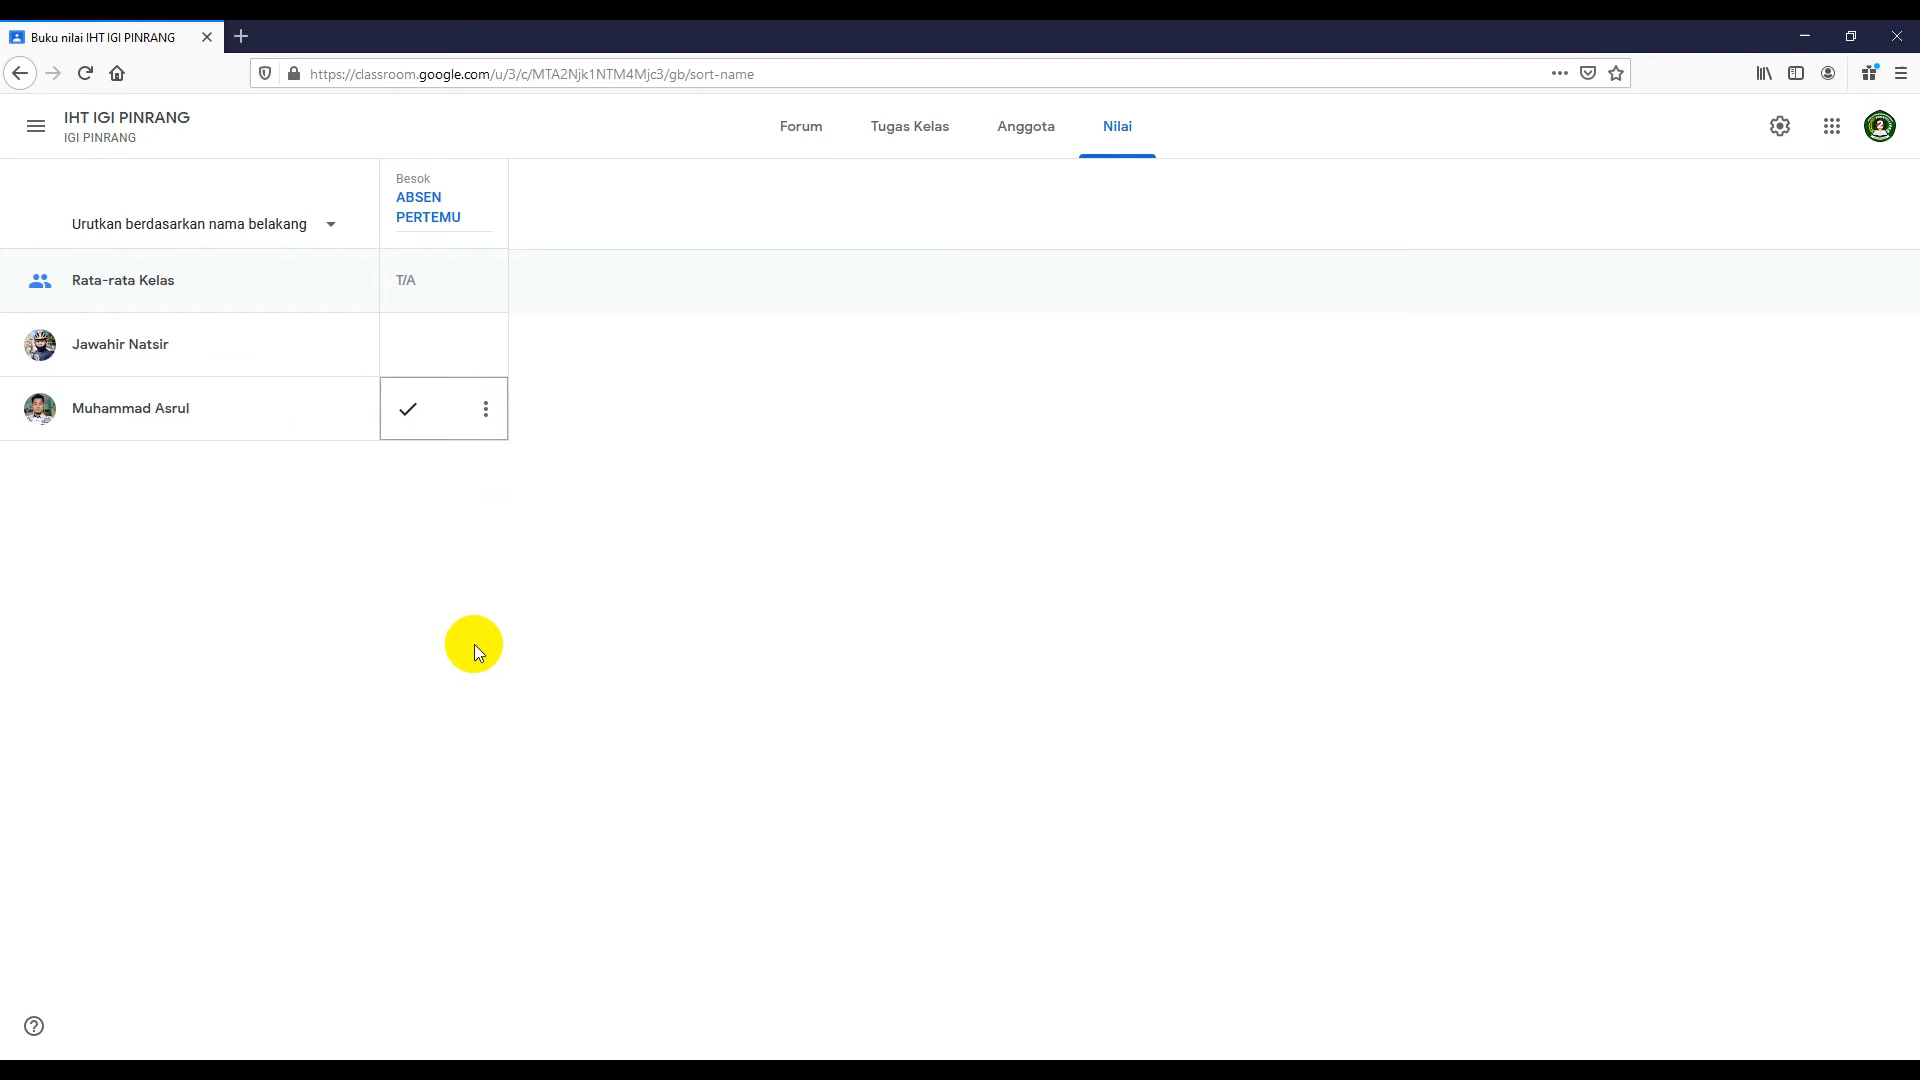 Buku nilai IHT IGI PINRANG
https://classroom.google.com/u/3/c/MTA2Njk1NTM4Mjc3/gb/sort-name
IHT IGI PINRANG
IGI PINRANG
Forum
Tugas Kelas
Anggota
Nilai
Besok
ABSEN
PERTEMU
Urutkan berdasarkan nama belakang
Rata-rata Kelas
T/A
Jawahir Natsir
Muhammad Asrul